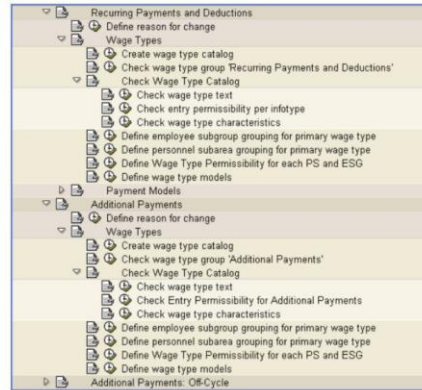 Recurring Payments and Deductions
Define reason for change
Wage Types
Create wage type catalog
Check wage type group 'Recurring Payments and Deductions'
Check Wage Type Catalog
Check wage type text
Check entry permissibility per infotype
Check wage type characteristics
Define employee subgroup grouping for primary wage type
Define personnel subarea grouping for primary wage type
Define Wage Type Permissibility for each PS and ESG
Define wage type models
Payment Models
Additional Payments
Define reason for change
Wage Types
Create wage type catalog
Check wage type group 'Additional Payments'
Check Wage Type Catalog
Check wage type text
Check Entry Permissibility for Additional Payments
Check wage type characteristics
Define employee subgroup grouping for primary wage type
Define personnel subarea grouping for primary wage type
Define Wage Type Permissibility for each PS and ESG
Define wage type models
Additional Payments: Off-Cycle